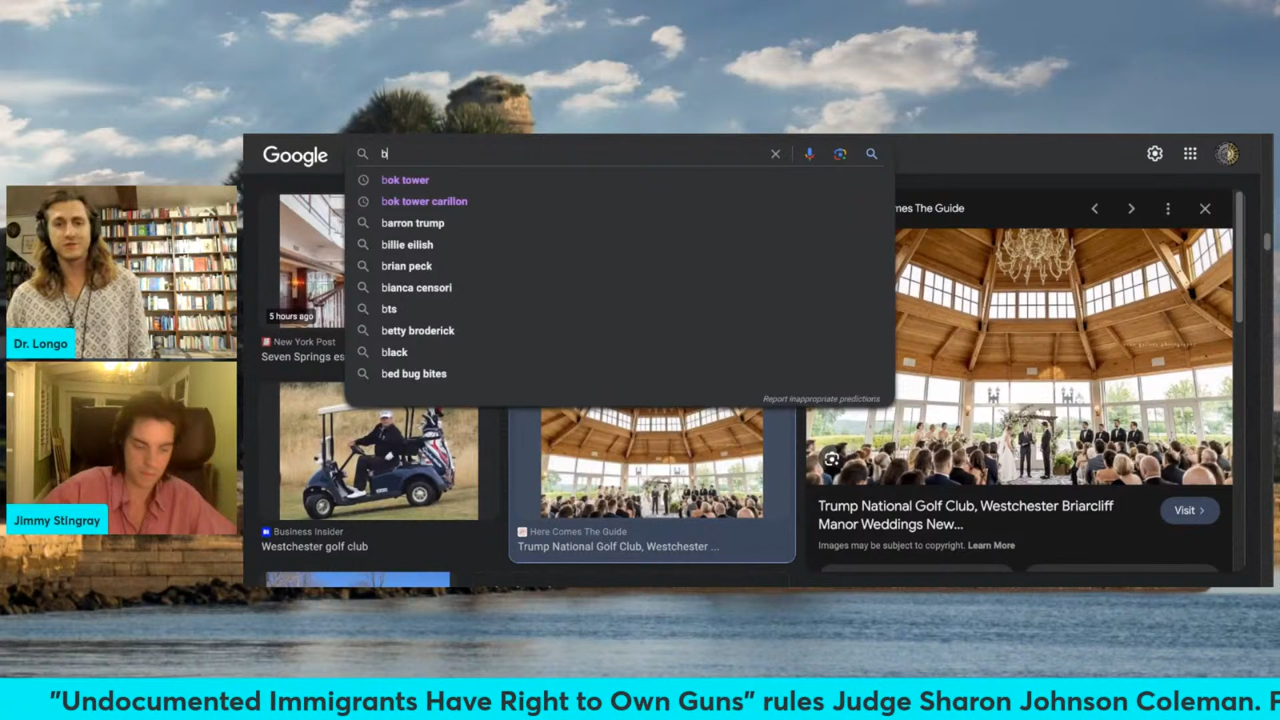 Google
b
bok tower
bok tower carillon
barron trump
billie eilish
brian peck
bianca censori
bts
betty broderick
black
bed bug bites
Report inappropriate predictions
mes The Guide
5 hours ago
New York Post
Seven Springs es
Dr. Longo
Jimmy Stingray
Business Insider
Westchester golf club
Here Comes The Guide
Trump National Golf Club, Westchester ...
Trump National Golf Club, Westchester Briarcliff
Manor Weddings New...
Visit
Images may be subject to copyright. Learn More
"Undocumented Immigrants Have Right to Own Guns" rules Judge Sharon Johnson Coleman.